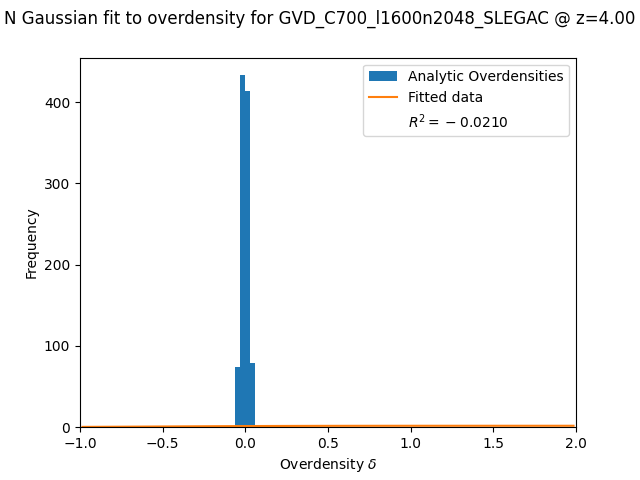 N Gaussian fit to overdensity for GVD_C700_l1600n2048_SLEGAC @ z=4.00
Analytic Overdensities
Fitted data
R² = − 0.0210
Frequency
400
300
200
100
0
−1.0 −0.5 0.0 0.5 1.0 1.5 2.0
Overdensity δ